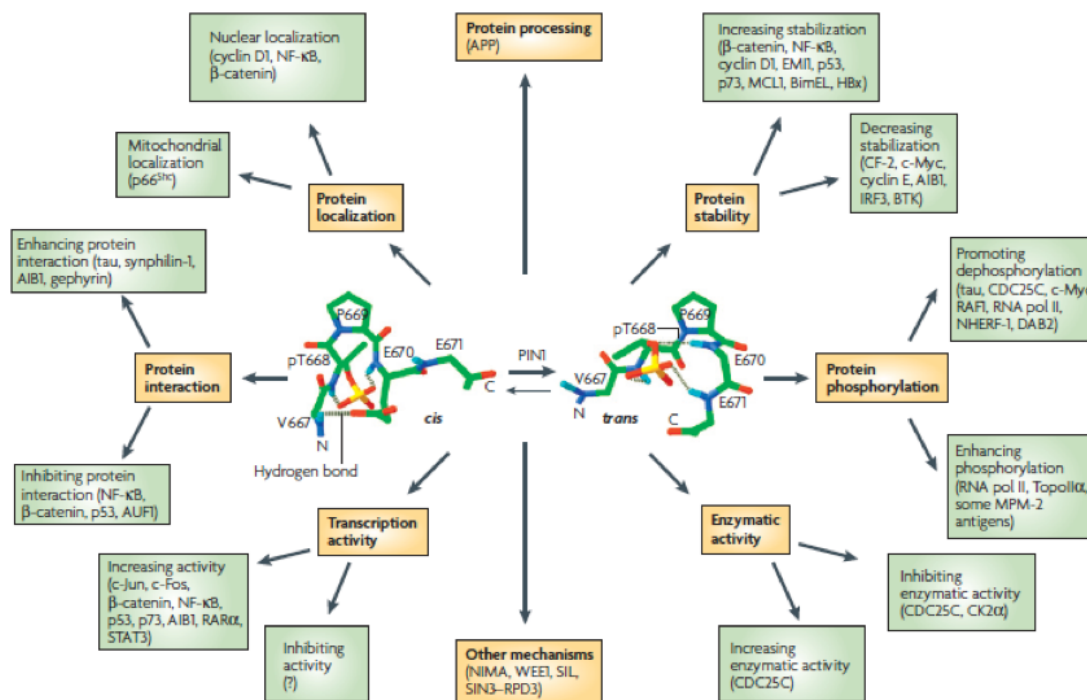 Protein processing
(APP)
Nuclear localization
(cyclin D1, NF-κB,
β-catenin)
Increasing stabilization
(β-catenin, NF-κB,
cyclin D1, EMI1, p53,
p73, MCL1, BimEL, HBx)
Mitochondrial
localization
(p66Shc)
Decreasing
stabilization
(CF-2, c-Myc,
cyclin E, AIB1,
IRF3, BTK)
Protein
localization
Protein
stability
Enhancing protein
interaction (tau, synphilin-1,
AIB1, gephyrin)
Promoting
dephosphorylation
(tau, CDC25C, c-Myc
RAF1, RNA pol II,
NHERF-1, DAB2)
P669
pT668
E670
E671
V667
N
C
cis
Hydrogen bond
PIN1
P669
pT668
E670
E671
V667
N
C
trans
Protein
interaction
Protein
phosphorylation
Inhibiting protein
interaction (NF-κB,
β-catenin, p53, AUF1)
Enhancing
phosphorylation
(RNA pol II, TopoIIα,
some MPM-2
antigens)
Transcription
activity
Enzymatic
activity
Increasing activity
(c-Jun, c-Fos,
β-catenin, NF-κB,
p53, p73, AIB1, RARα,
STAT3)
Inhibiting
enzymatic activity
(CDC25C, CK2α)
Inhibiting
activity
(?)
Other mechanisms
(NIMA, WEE1, SIL,
SIN3–RPD3)
Increasing
enzymatic activity
(CDC25C)